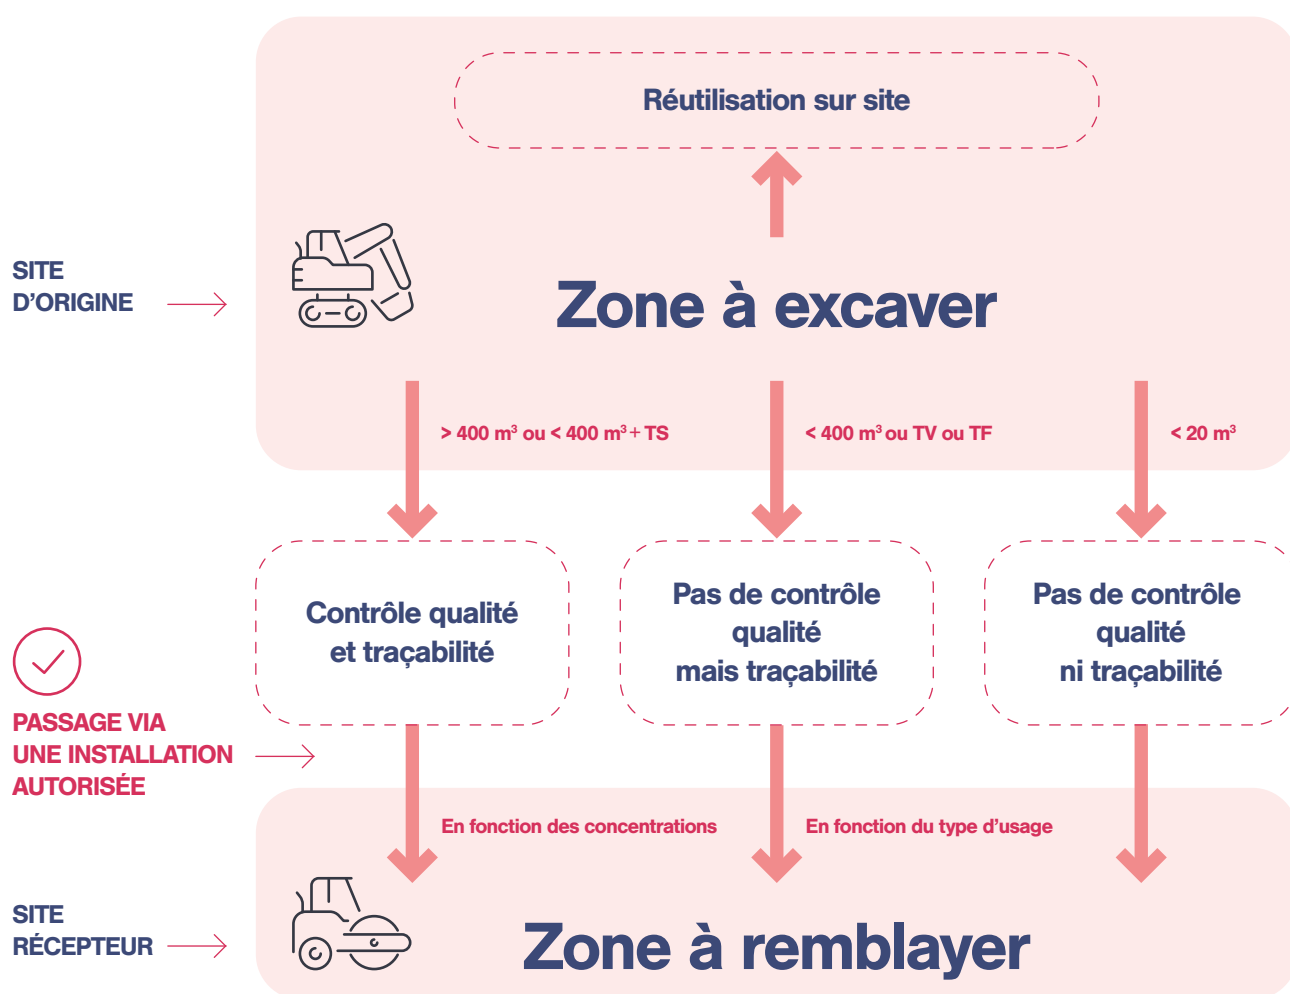 Réutilisation sur site
SITE
D’ORIGINE
Zone à excaver
> 400 m³ ou < 400 m³ + TS
< 400 m³ ou TV ou TF
< 20 m³
Contrôle qualité
et traçabilité
Pas de contrôle
qualité
mais traçabilité
Pas de contrôle
qualité
ni traçabilité
PASSAGE VIA
UNE INSTALLATION
AUTORISÉE
En fonction des concentrations
En fonction du type d’usage
SITE
RÉCEPTEUR
Zone à remblayer